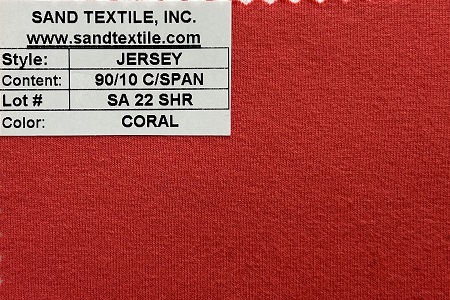 SAND TEXTILE, INC.
www.sandtextile.com
Style: JERSEY
Content: 90/10 C/SPAN
Lot # SA 22 SHR
Color: CORAL